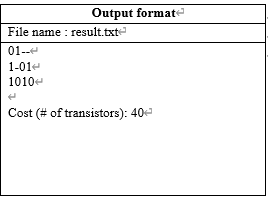 Output format↵
File name : result.txt↵
01--↵
1-01↵
1010↵
↵
Cost (# of transistors): 40↵